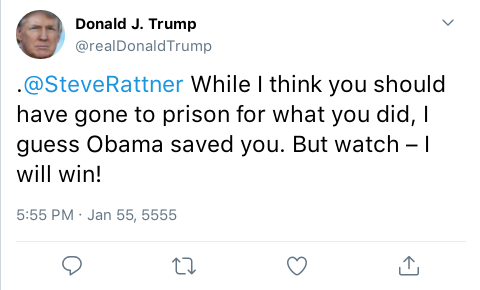 Donald J. Trump
@realDonaldTrump
.@SteveRattner While I think you should
have gone to prison for what you did, I
guess Obama saved you. But watch – I
will win!
5:55 PM · Jan 55, 5555